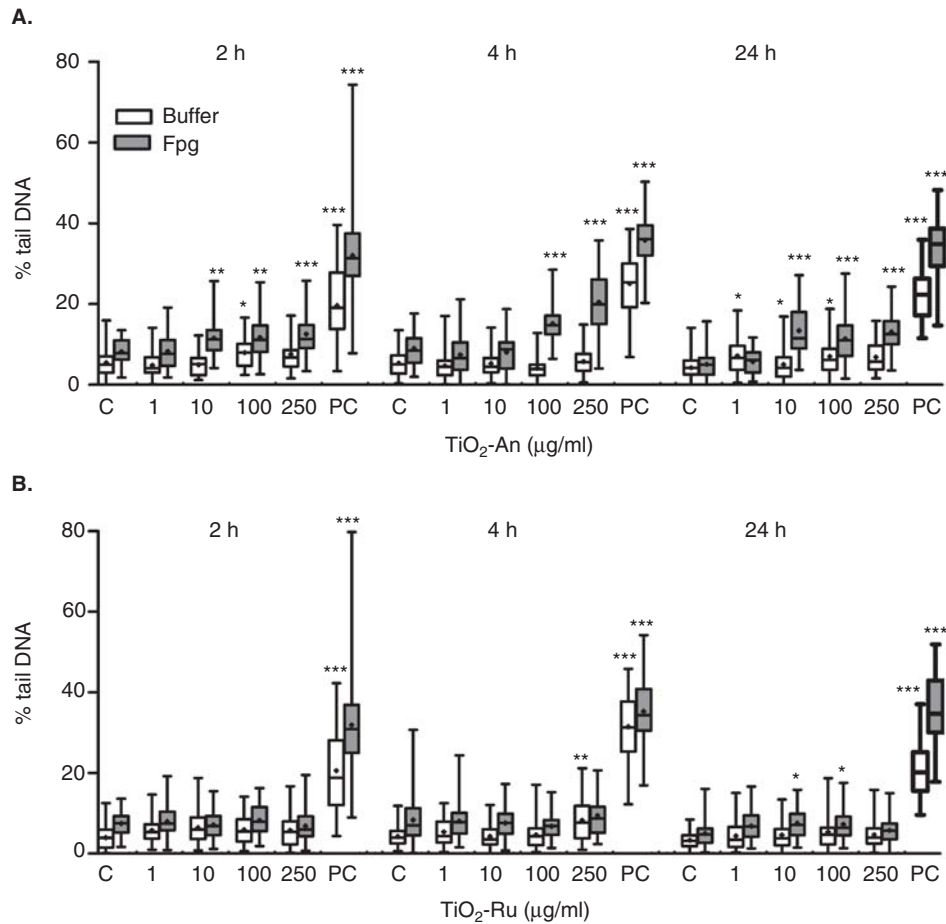 A.
2 h 4 h 24 h
80
60
40
20
0
% tail DNA
Buffer
Fpg
*** *** ** ** * *** *** *** *** *** *** * * *** * *** *** *** ***
C 1 10 100 250 PC C 1 10 100 250 PC C 1 10 100 250 PC
TiO₂-An (µg/ml)
B.
2 h 4 h 24 h
80
60
40
20
0
% tail DNA
*** *** ** *** *** * * *** ***
C 1 10 100 250 PC C 1 10 100 250 PC C 1 10 100 250 PC
TiO₂-Ru (µg/ml)